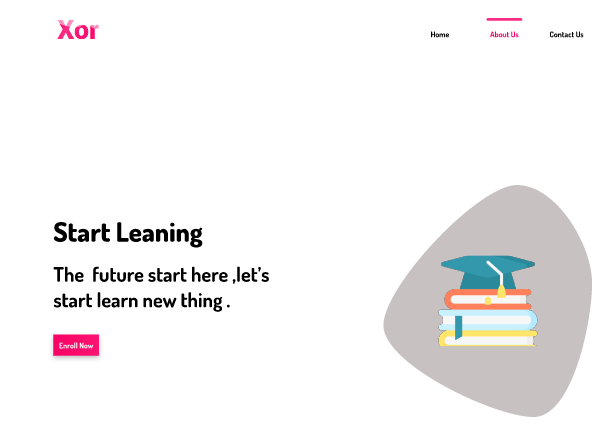 Xor
Home About Us Contact Us
Start Leaning
The future start here ,let's
start learn new thing .
Enroll Now